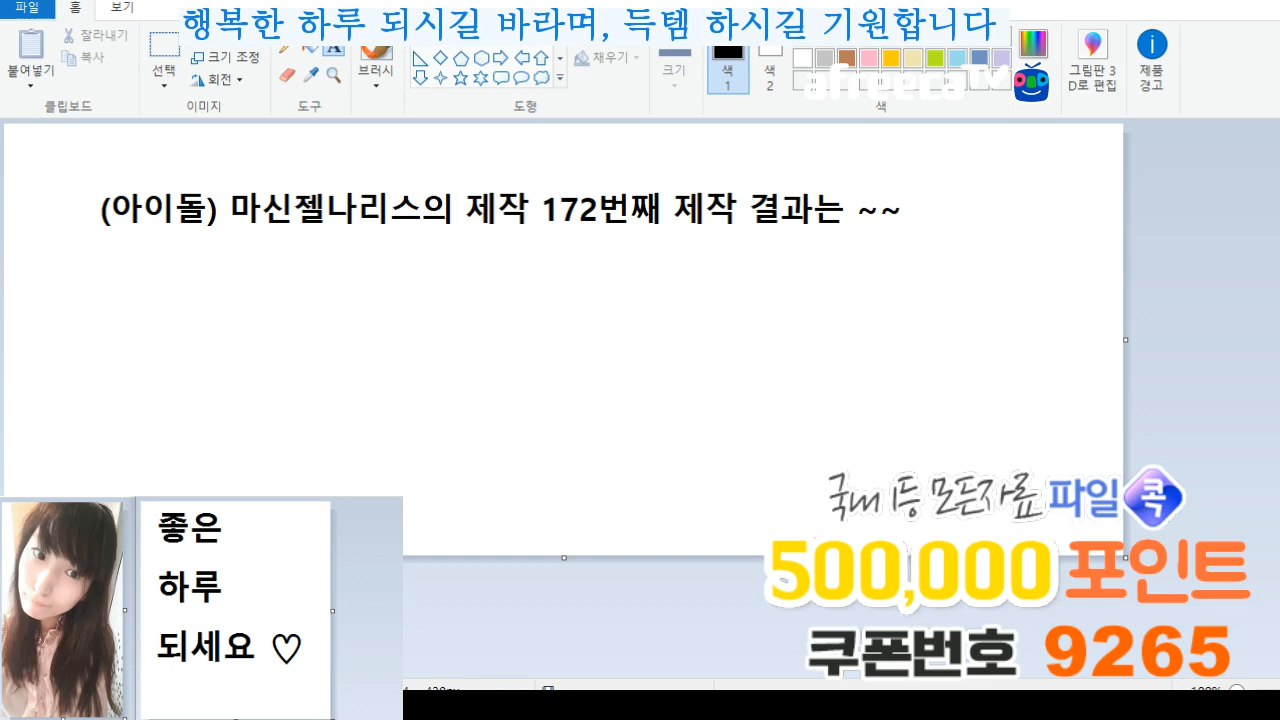 행복한 하루 되시길 바라며, 득템 하시길 기원합니다
파일
홈
보기
붙여넣기
잘라내기
복사
클립보드
선택
크기 조정
회전
이미지
A
도구
브러시
채우기
도형
크기
색
1
색
2
색
그림판 3
D로 편집
제품
경고
afreecaTV
(아이돌) 마신젤나리스의 제작 172번째 제작 결과는 ~~
좋은
하루
되세요 ♡
국내 1등 모든자료 파일콕
500,000 포인트
쿠폰번호 9265